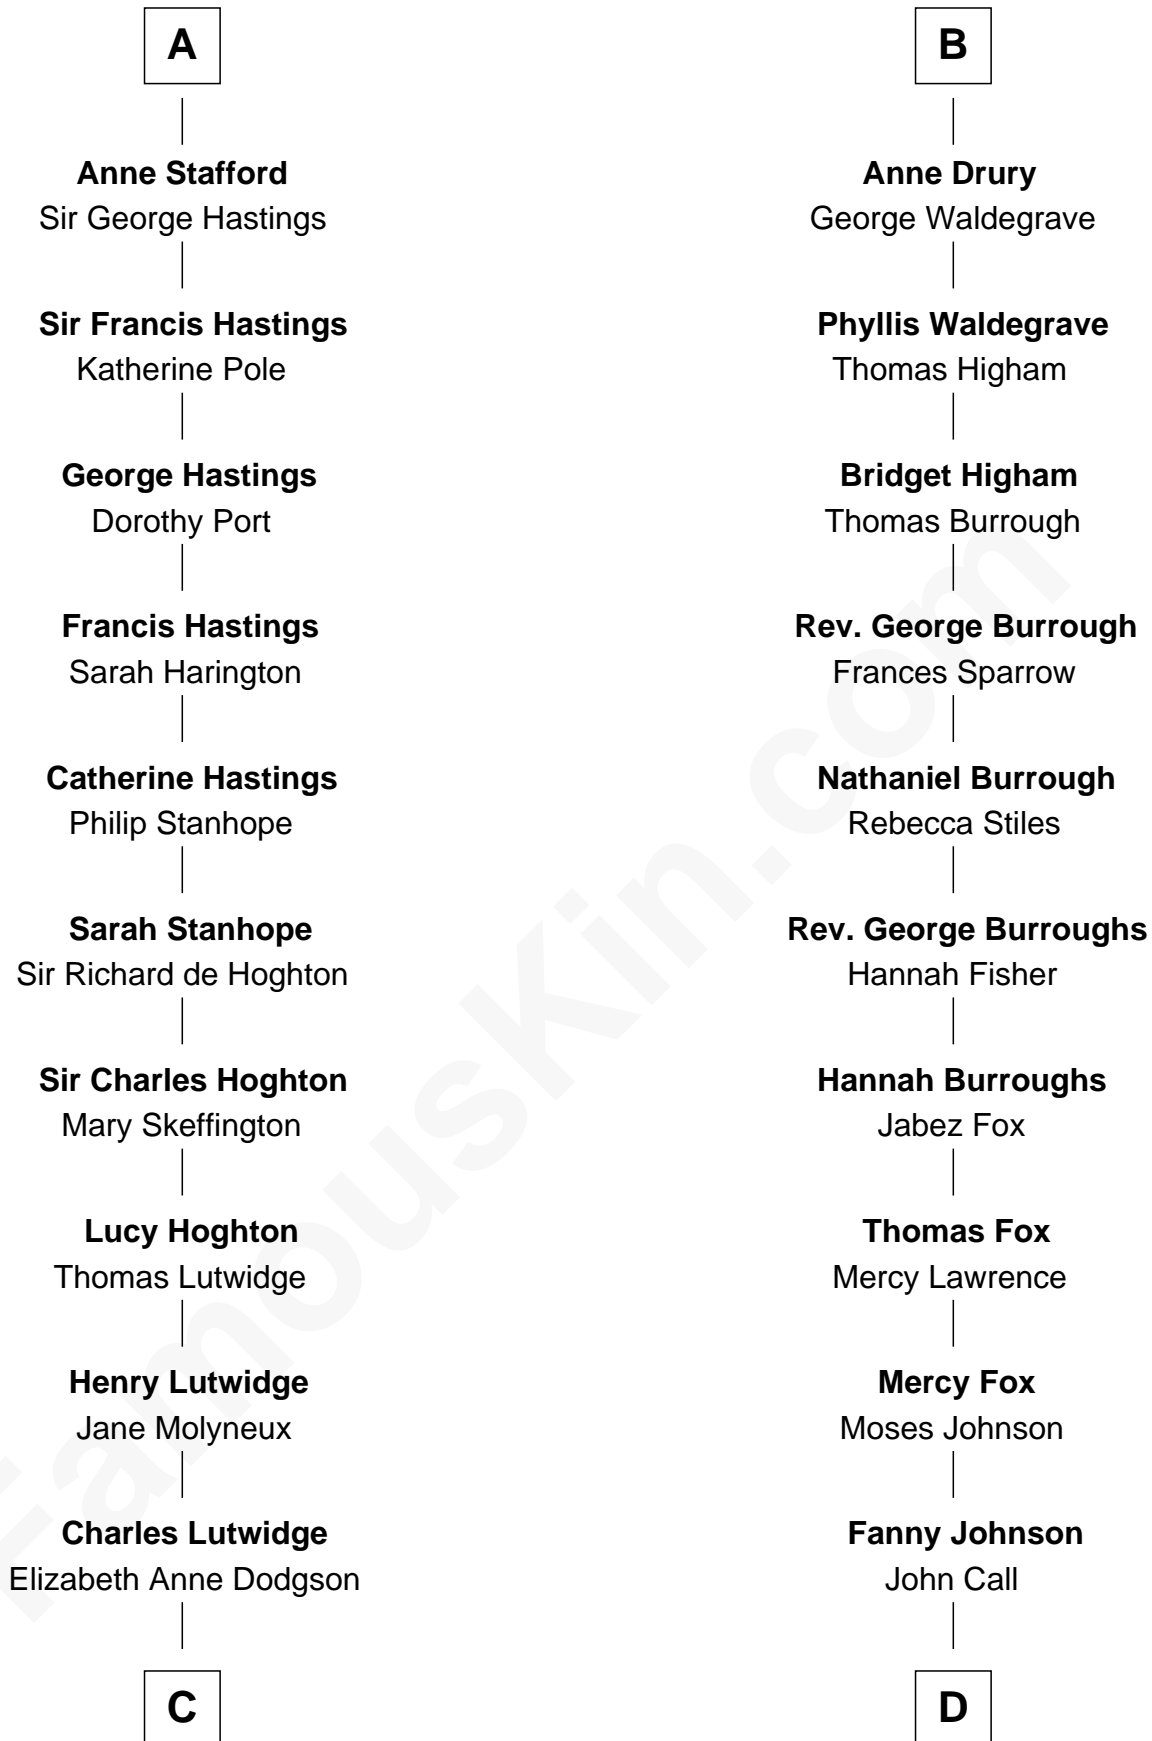 A
Anne Stafford
Sir George Hastings
Sir Francis Hastings
Katherine Pole
George Hastings
Dorothy Port
Francis Hastings
Sarah Harington
Catherine Hastings
Philip Stanhope
Sarah Stanhope
Sir Richard de Hoghton
Sir Charles Hoghton
Mary Skeffington
Lucy Hoghton
Thomas Lutwidge
Henry Lutwidge
Jane Molyneux
Charles Lutwidge
Elizabeth Anne Dodgson
C
B
Anne Drury
George Waldegrave
Phyllis Waldegrave
Thomas Higham
Bridget Higham
Thomas Burrough
Rev. George Burrough
Frances Sparrow
Nathaniel Burrough
Rebecca Stiles
Rev. George Burroughs
Hannah Fisher
Hannah Burroughs
Jabez Fox
Thomas Fox
Mercy Lawrence
Mercy Fox
Moses Johnson
Fanny Johnson
John Call
D
FamousKin.com